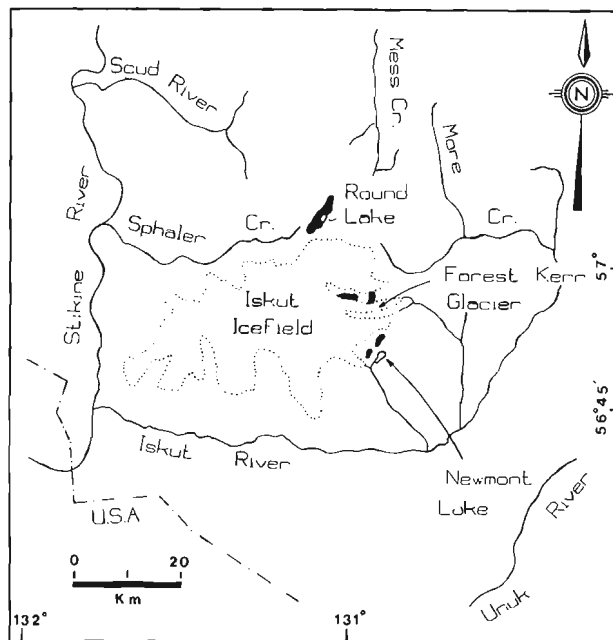 Scud River
Mess Cr.
N
More
Cr.
Round
Lake
River
Stikine
Sphaler Cr.
57°
Forest Kerr
Glacier
Iskut
Icefield
56°45'
Iskut River
Newmont
Lake
U.S.A
River
Unuk
0 20
Km
132° 131°